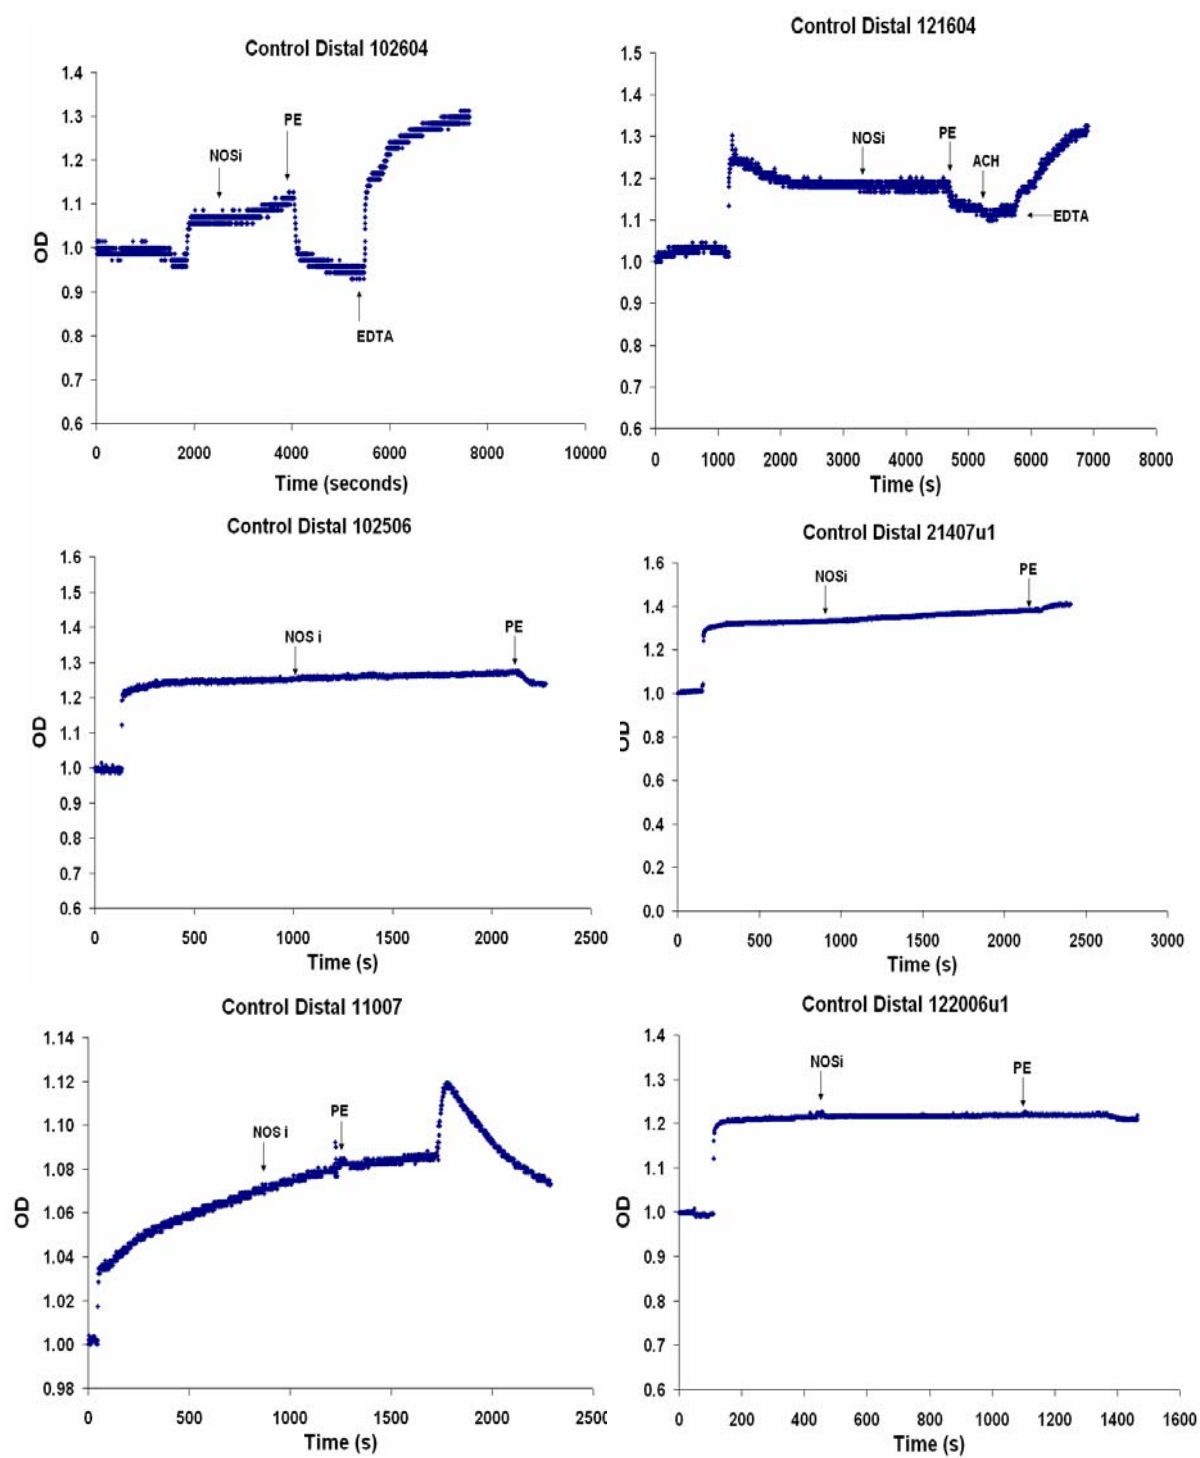 Control Distal 102604
1.4
1.3
1.2
1.1
1.0
0.9
0.8
0.7
0.6
OD
NOSi
PE
EDTA
0 2000 4000 6000 8000 10000
Time (seconds)
Control Distal 121604
1.5
1.4
1.3
1.2
1.1
1.0
0.9
0.8
0.7
0.6
NOSi
PE
ACH
EDTA
0 1000 2000 3000 4000 5000 6000 7000 8000
Time (s)
Control Distal 102506
1.6
1.5
1.4
1.3
1.2
1.1
1.0
0.9
0.8
0.7
0.6
OD
NOS i
PE
0 500 1000 1500 2000 2500
Time (s)
Control Distal 21407u1
1.6
1.4
1.2
1.0
0.8
0.6
0.4
0.2
0.0
OD
NOSi
PE
0 500 1000 1500 2000 2500 3000
Time (s)
Control Distal 11007
1.14
1.12
1.10
1.08
1.06
1.04
1.02
1.00
0.98
OD
NOS i
PE
0 500 1000 1500 2000 250
Time (s)
Control Distal 122006u1
1.4
1.3
1.2
1.1
1.0
0.9
0.8
0.7
0.6
OD
NOSi
PE
0 200 400 600 800 1000 1200 1400 1600
Time (s)